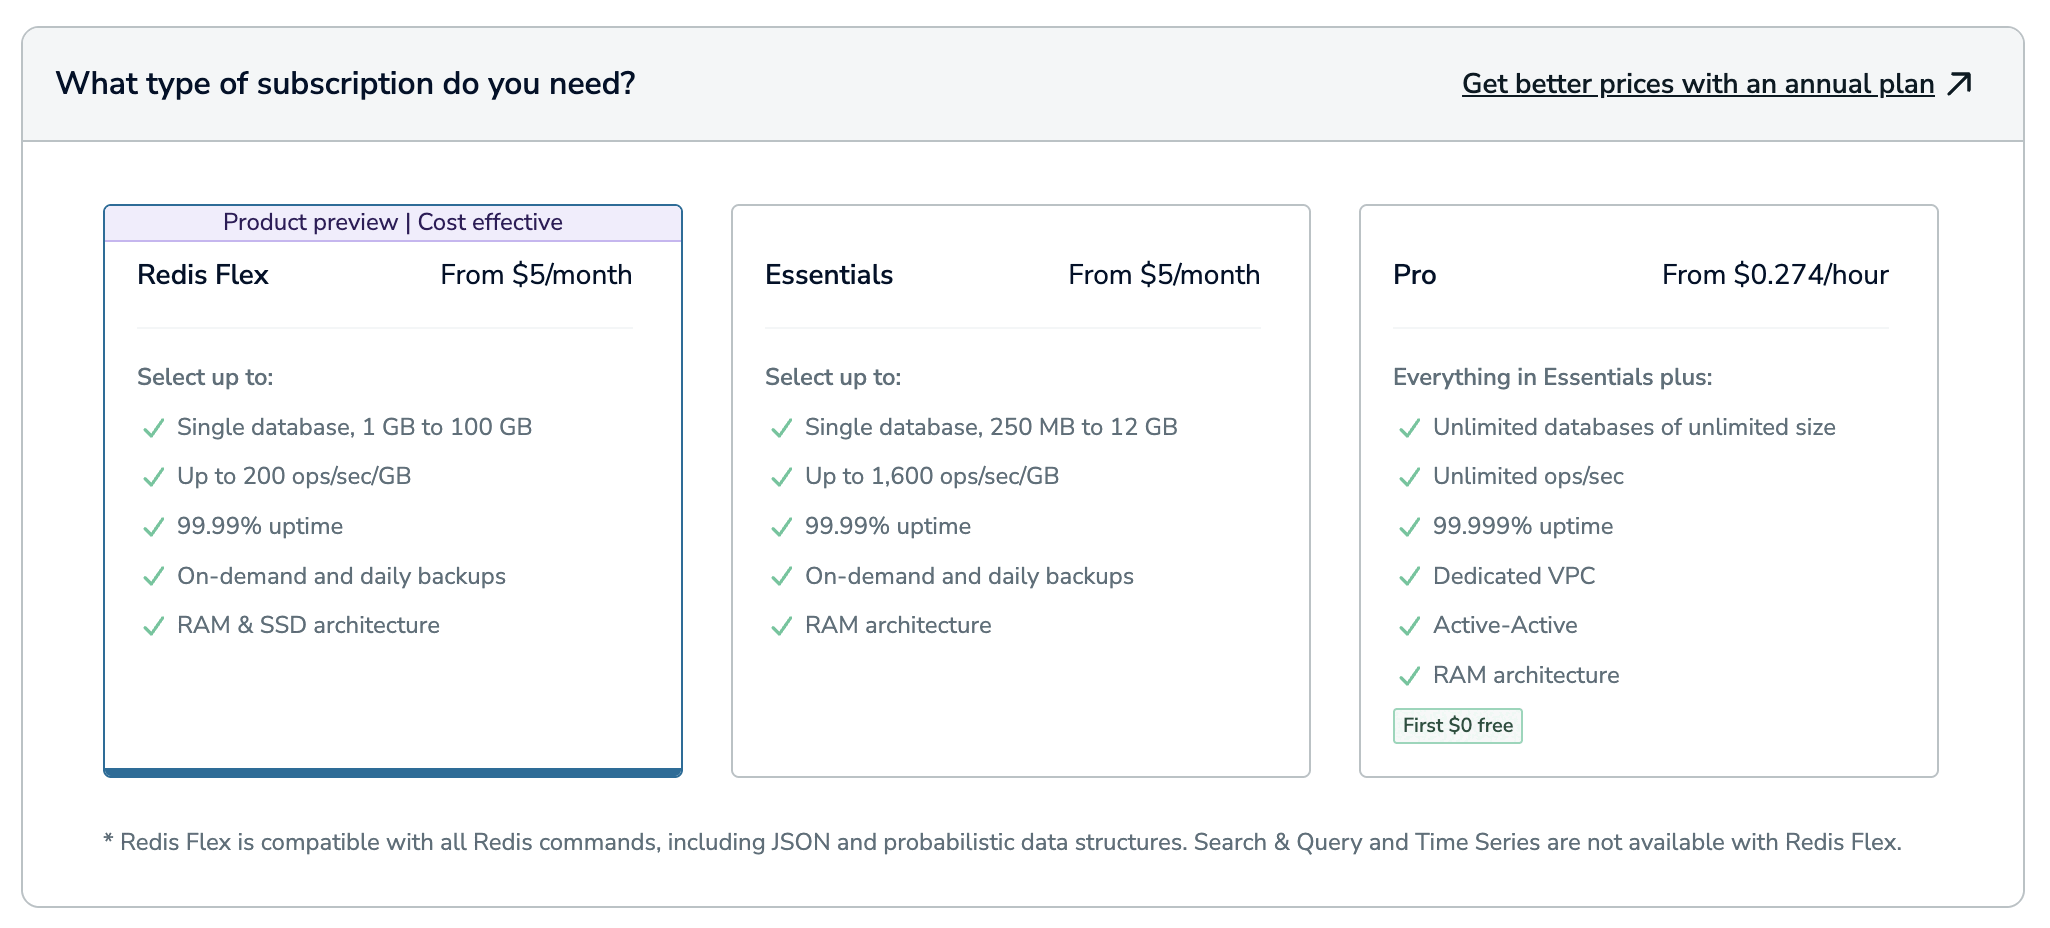 What type of subscription do you need?
Get better prices with an annual plan
Product preview | Cost effective
Redis Flex From $5/month
Select up to:
Single database, 1 GB to 100 GB
Up to 200 ops/sec/GB
99.99% uptime
On-demand and daily backups
RAM & SSD architecture
Essentials From $5/month
Select up to:
Single database, 250 MB to 12 GB
Up to 1,600 ops/sec/GB
99.99% uptime
On-demand and daily backups
RAM architecture
Pro From $0.274/hour
Everything in Essentials plus:
Unlimited databases of unlimited size
Unlimited ops/sec
99.999% uptime
Dedicated VPC
Active-Active
RAM architecture
First $0 free
* Redis Flex is compatible with all Redis commands, including JSON and probabilistic data structures. Search & Query and Time Series are not available with Redis Flex.